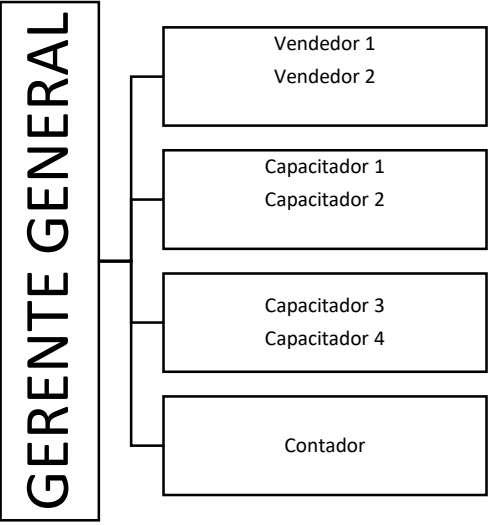 GERENTE GENERAL
Vendedor 1
Vendedor 2
Capacitador 1
Capacitador 2
Capacitador 3
Capacitador 4
Contador